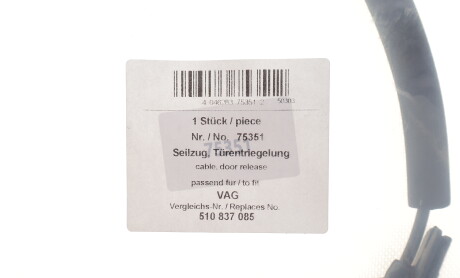 1 Stück / piece
Nr. / No. 75351
75351
Seilzug, Türentriegelung
cable, door release
passend für / to fit
VAG
Vergleichs-Nr. / Replaces No.
510 837 085